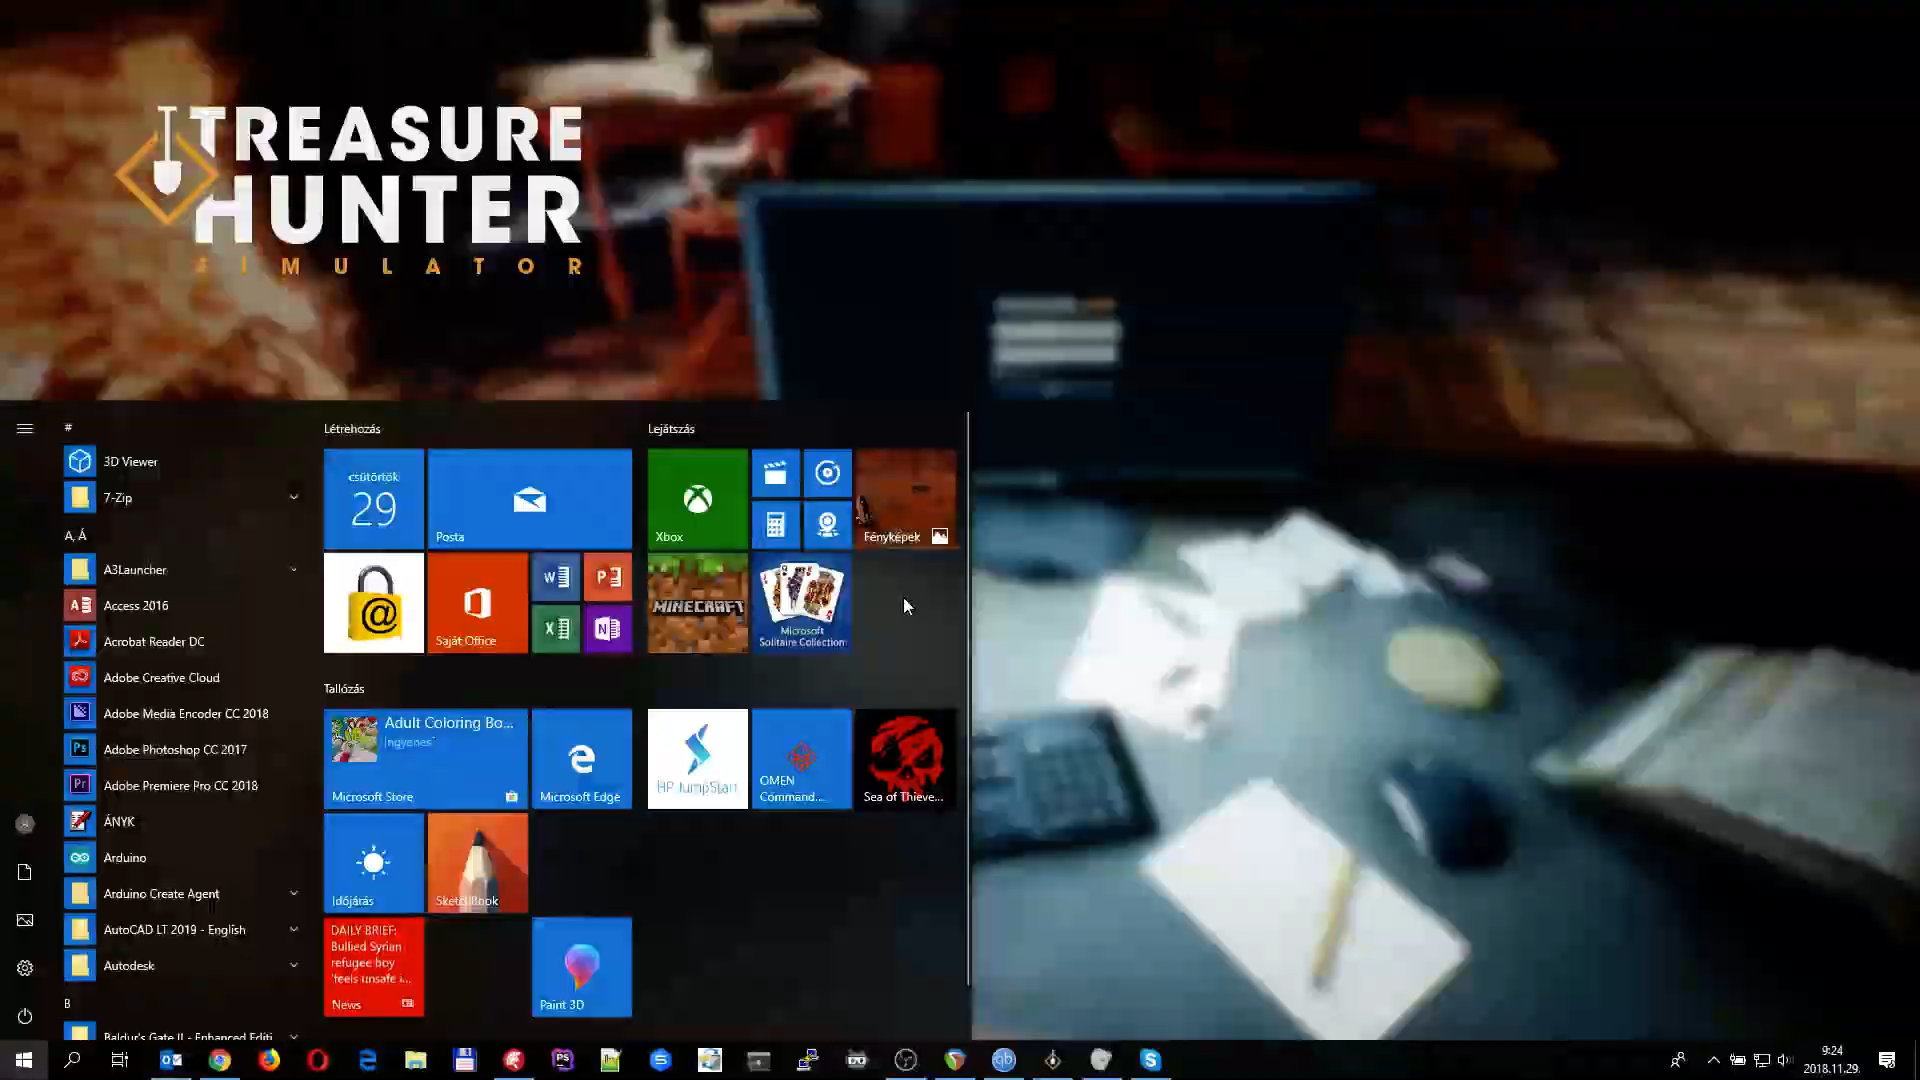 TREASURE
HUNTER
SIMULATOR
#
3D Viewer
7-Zip
A, Á
A3Launcher
Access 2016
Acrobat Reader DC
Adobe Creative Cloud
Adobe Media Encoder CC 2018
Adobe Photoshop CC 2017
Adobe Premiere Pro CC 2018
ÁNYK
Arduino
Arduino Create Agent
AutoCAD LT 2019 - English
Autodesk
B
Baldur's Gate II - Enhanced Editi...
Létrehozás
csütörtök
29
Posta
Saját Office
Tallózás
Adult Coloring Bo...
Ingyenes
Microsoft Store
Microsoft Edge
Időjárás
SketchBook
DAILY BRIEF:
Bullied Syrian
refugee boy
'feels unsafe i...
News
Paint 3D
Lejátszás
Xbox
Fényképek
MINECRAFT
Microsoft
Solitaire Collection
HP JumpStart
OMEN
Command...
Sea of Thieve...
9:24
2018.11.29.